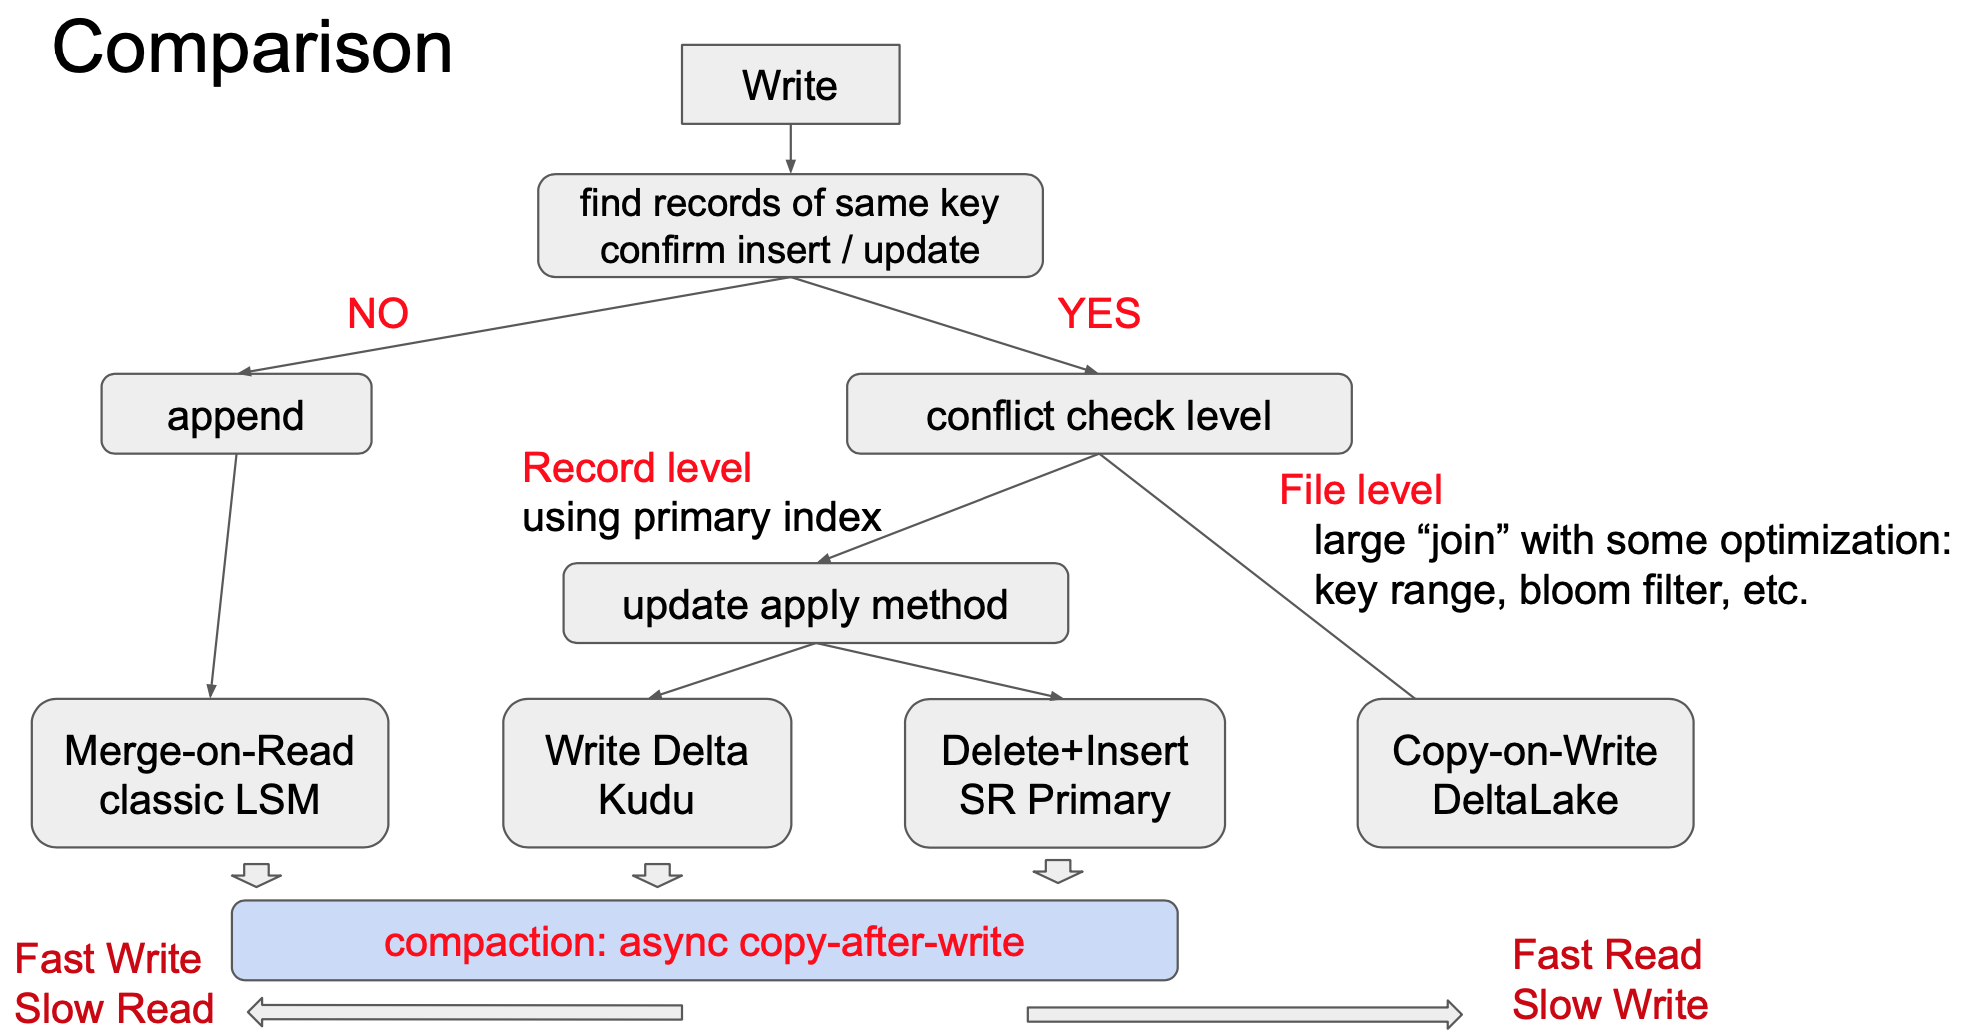 Comparison
Write
find records of same key
confirm insert / update
NO
YES
append
conflict check level
Record level
using primary index
File level
large “join” with some optimization:
key range, bloom filter, etc.
update apply method
Merge-on-Read
classic LSM
Write Delta
Kudu
Delete+Insert
SR Primary
Copy-on-Write
DeltaLake
compaction: async copy-after-write
Fast Write
Slow Read
Fast Read
Slow Write